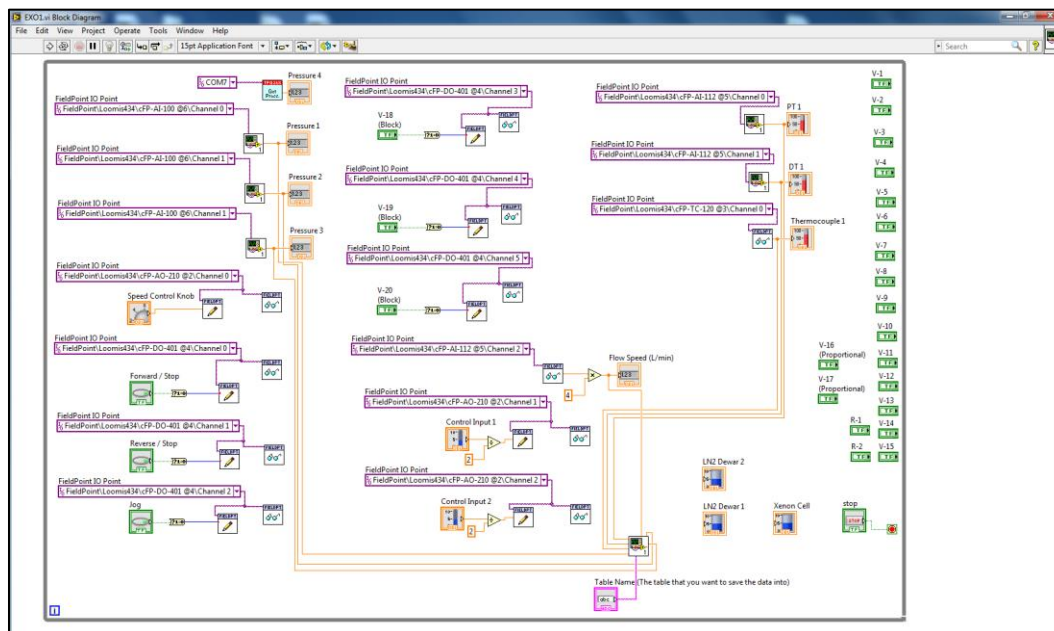 EXO1.vi Block Diagram
File Edit View Project Operate Tools Window Help
15pt Application Font
Search
COM7
Pressure 4
FieldPoint IO Point
FieldPoint\Loomis434\cFP-AI-100 @6\Channel 0
Pressure 1
FieldPoint IO Point
FieldPoint\Loomis434\cFP-AI-100 @6\Channel 1
Pressure 2
FieldPoint IO Point
FieldPoint\Loomis434\cFP-AI-100 @6\Channel 1
Pressure 3
FieldPoint IO Point
FieldPoint\Loomis434\cFP-AO-210 @2\Channel 0
Speed Control Knob
FieldPoint IO Point
FieldPoint\Loomis434\cFP-DO-401 @4\Channel 0
Forward / Stop
FieldPoint IO Point
FieldPoint\Loomis434\cFP-DO-401 @4\Channel 1
Reverse / Stop
FieldPoint IO Point
FieldPoint\Loomis434\cFP-DO-401 @4\Channel 2
Jog
FieldPoint IO Point
FieldPoint\Loomis434\cFP-DO-401 @4\Channel 3
V-18
(Block)
FieldPoint IO Point
FieldPoint\Loomis434\cFP-DO-401 @4\Channel 4
V-19
(Block)
FieldPoint IO Point
FieldPoint\Loomis434\cFP-DO-401 @4\Channel 5
V-20
(Block)
FieldPoint IO Point
FieldPoint\Loomis434\cFP-AI-112 @5\Channel 2
Flow Speed (L/min)
4
FieldPoint IO Point
FieldPoint\Loomis434\cFP-AO-210 @2\Channel 1
Control Input 1
2
FieldPoint IO Point
FieldPoint\Loomis434\cFP-AO-210 @2\Channel 2
Control Input 2
2
FieldPoint IO Point
FieldPoint\Loomis434\cFP-AI-112 @5\Channel 0
PT 1
FieldPoint IO Point
FieldPoint\Loomis434\cFP-AI-112 @5\Channel 1
DT 1
FieldPoint IO Point
FieldPoint\Loomis434\cFP-TC-120 @3\Channel 0
Thermocouple 1
V-1
V-2
V-3
V-4
V-5
V-6
V-7
V-8
V-9
V-10
V-16
(Proportional)
V-11
V-17
(Proportional)
V-12
V-13
R-1
V-14
R-2
V-15
LN2 Dewar 2
LN2 Dewar 1
Xenon Cell
stop
Table Name (The table that you want to save the data into)
abc
i